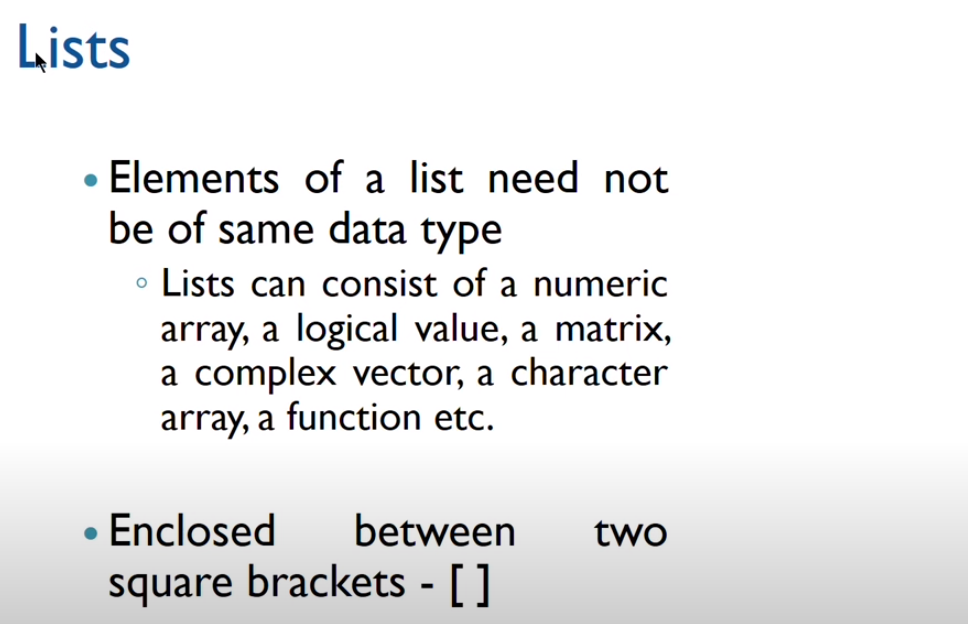 Lists
• Elements of a list need not
be of same data type
◦ Lists can consist of a numeric
array, a logical value, a matrix,
a complex vector, a character
array, a function etc.
• Enclosed between two
square brackets - [ ]